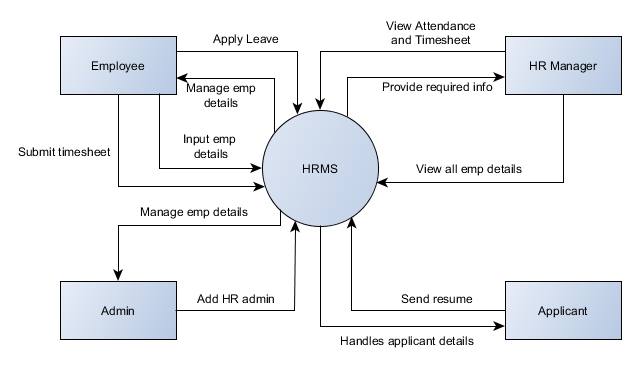 View Attendance
and Timesheet
Apply Leave
Employee
HR Manager
Manage emp
details
Provide required info
Input emp
details
Submit timesheet
HRMS
View all emp details
Manage emp details
Admin
Add HR admin
Send resume
Applicant
Handles applicant details